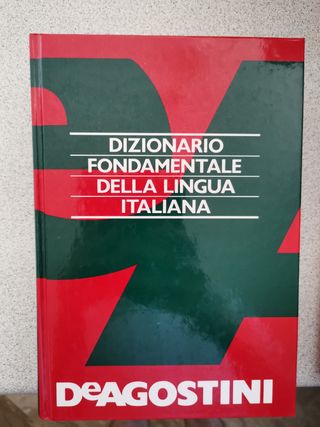 DIZIONARIO
FONDAMENTALE
DELLA LINGUA
ITALIANA
DeAGOSTINI